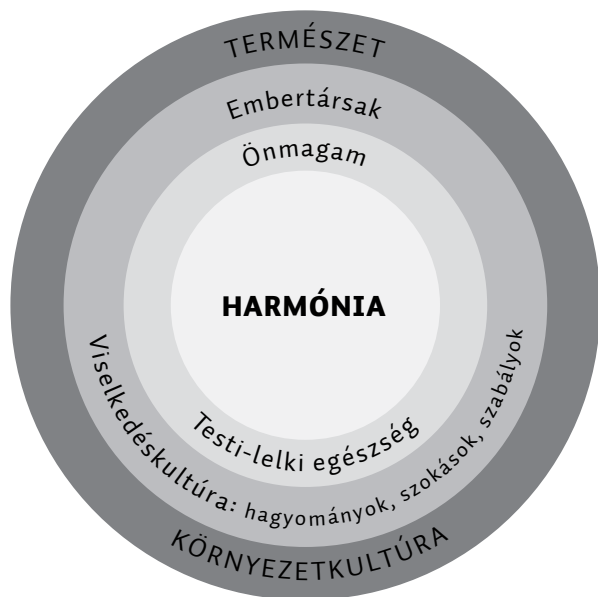 TERMÉSZET
Embertársak
Önmagam
HARMÓNIA
Testi-lelki egészség
Viselkedéskultúra: hagyományok, szokások, szabályok
KÖRNYEZETKULTÚRA